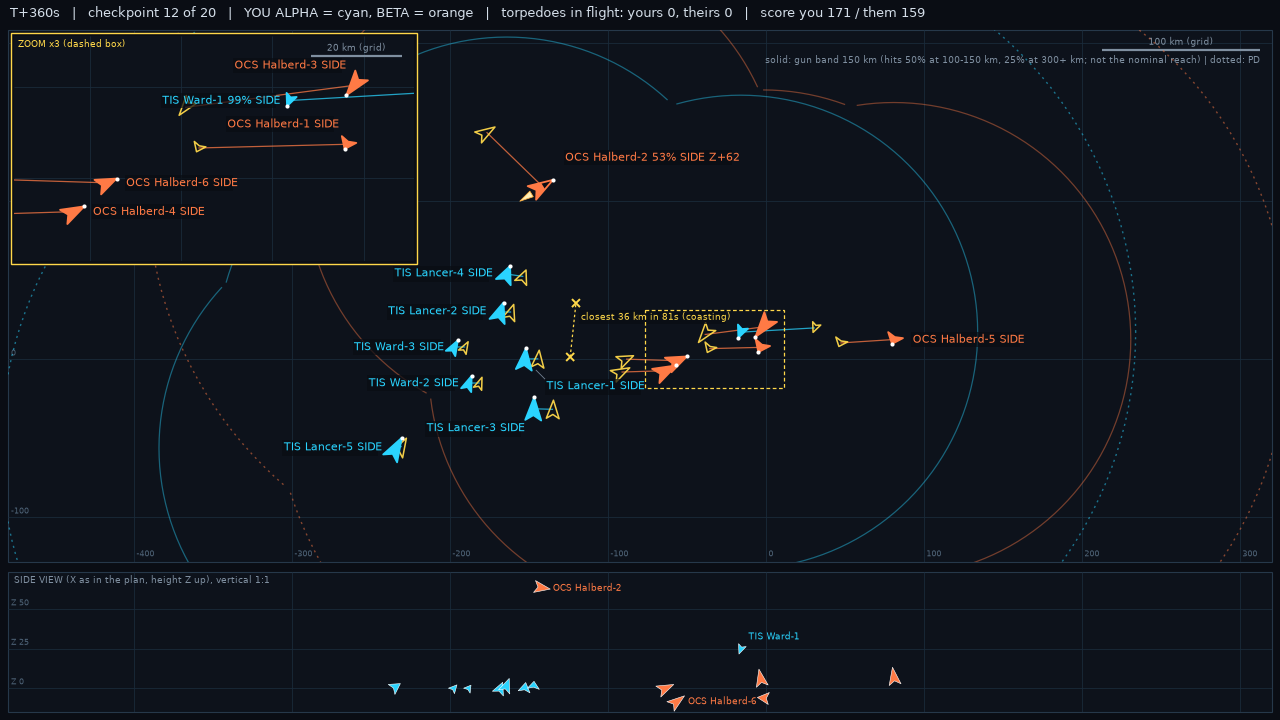 T+360s | checkpoint 12 of 20 | YOU ALPHA = cyan, BETA = orange | torpedoes in flight: yours 0, theirs 0 | score you 171 / them 159
ZOOM x3 (dashed box)
20 km (grid)
OCS Halberd-3 SIDE
TIS Ward-1 99% SIDE
OCS Halberd-1 SIDE
OCS Halberd-6 SIDE
OCS Halberd-4 SIDE
100 km (grid)
solid: gun band 150 km (hits 50% at 100-150 km, 25% at 300+ km; not the nominal reach) | dotted: PD
OCS Halberd-2 53% SIDE Z+62
TIS Lancer-4 SIDE
TIS Lancer-2 SIDE
closest 36 km in 81s (coasting)
TIS Ward-3 SIDE
OCS Halberd-5 SIDE
0
TIS Ward-2 SIDE
TIS Lancer-1 SIDE
TIS Lancer-3 SIDE
TIS Lancer-5 SIDE
-100
-400
-300
-200
-100
0
100
200
300
SIDE VIEW (X as in the plan, height Z up), vertical 1:1
OCS Halberd-2
Z 50
TIS Ward-1
Z 25
Z 0
OCS Halberd-6